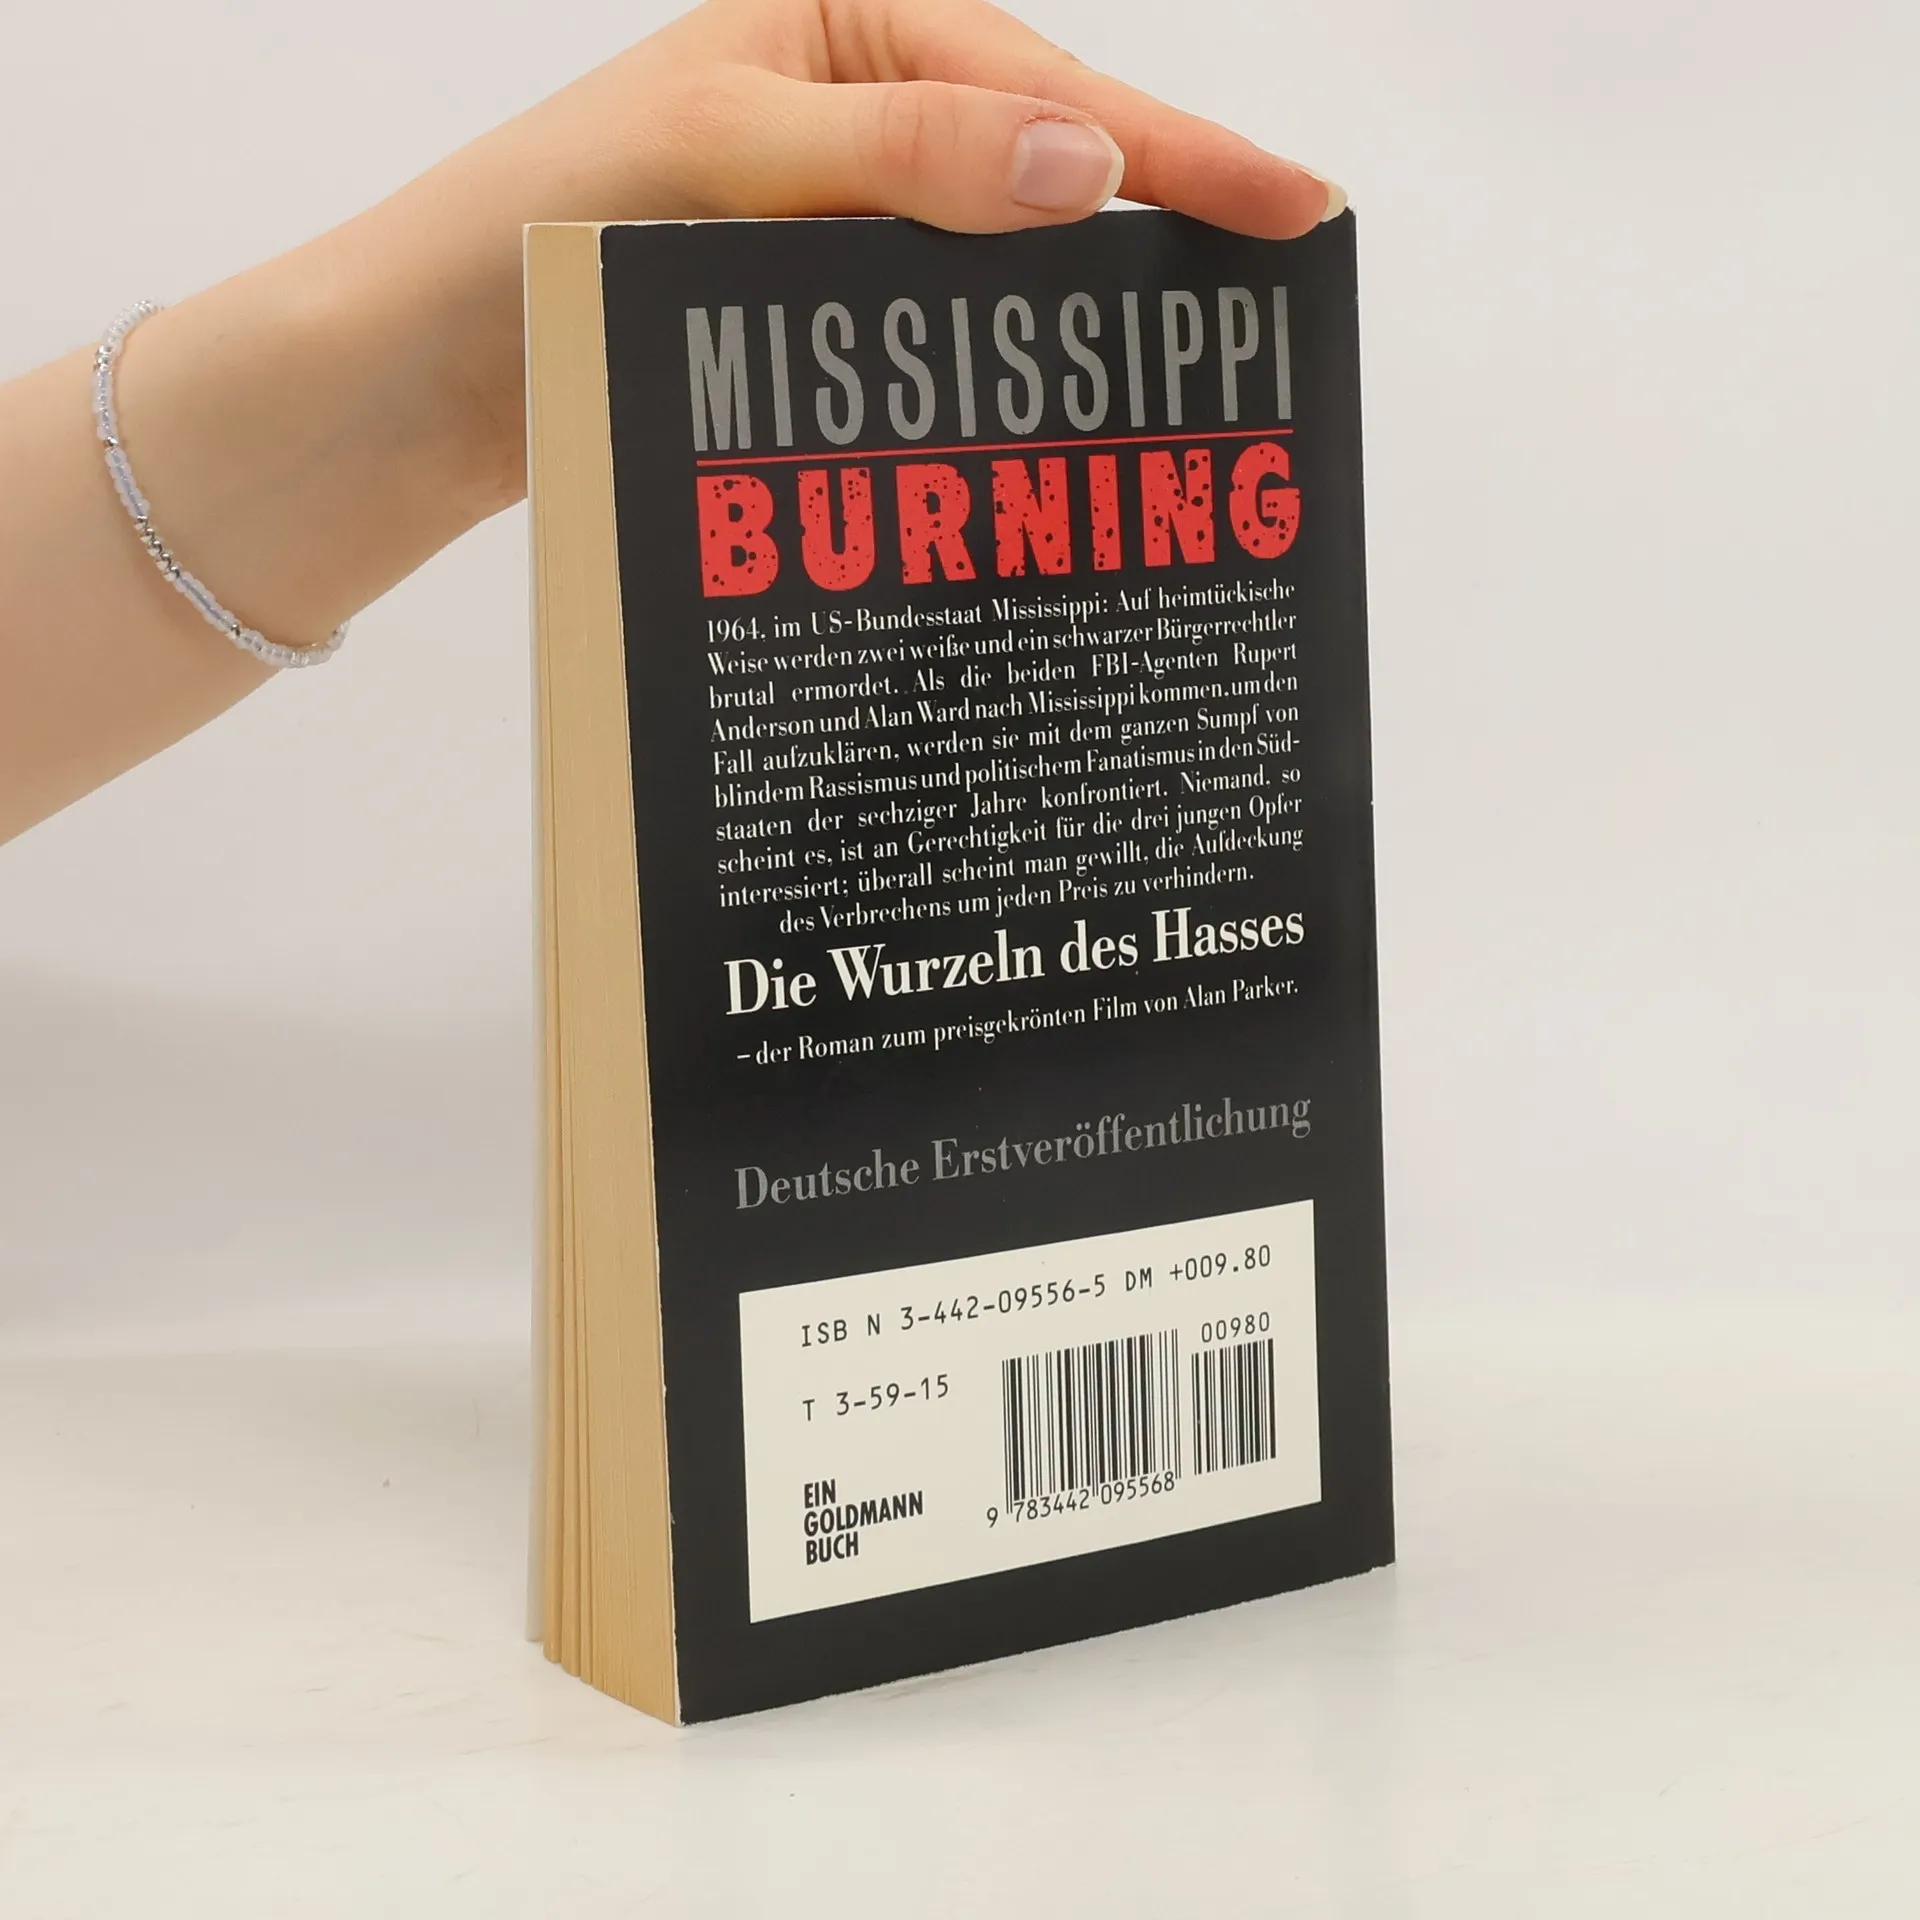 MISSISSIPPI
BURNING
1964, im US-Bundesstaat Mississippi: Auf heimtückische
Weise werden zwei weiße und ein schwarzer Bürgerrechtler
brutal ermordet. Als die beiden FBI-Agenten Rupert
Anderson und Alan Ward nach Mississippi kommen, um den
Fall aufzuklären, werden sie mit dem ganzen Sumpf von
blindem Rassismus und politischem Fanatismus in den Süd-
staaten der sechziger Jahre konfrontiert. Niemand, so
scheint es, ist an Gerechtigkeit für die drei jungen Opfer
interessiert; überall scheint man gewillt, die Aufdeckung
des Verbrechens um jeden Preis zu verhindern.
Die Wurzeln des Hasses
– der Roman zum preisgekrönten Film von Alan Parker.
Deutsche Erstveröffentlichung
ISB N 3-442-09556-5 DM +009.80
00980
T 3-59-15
9 783442 095568
EIN
GOLDMANN
BUCH